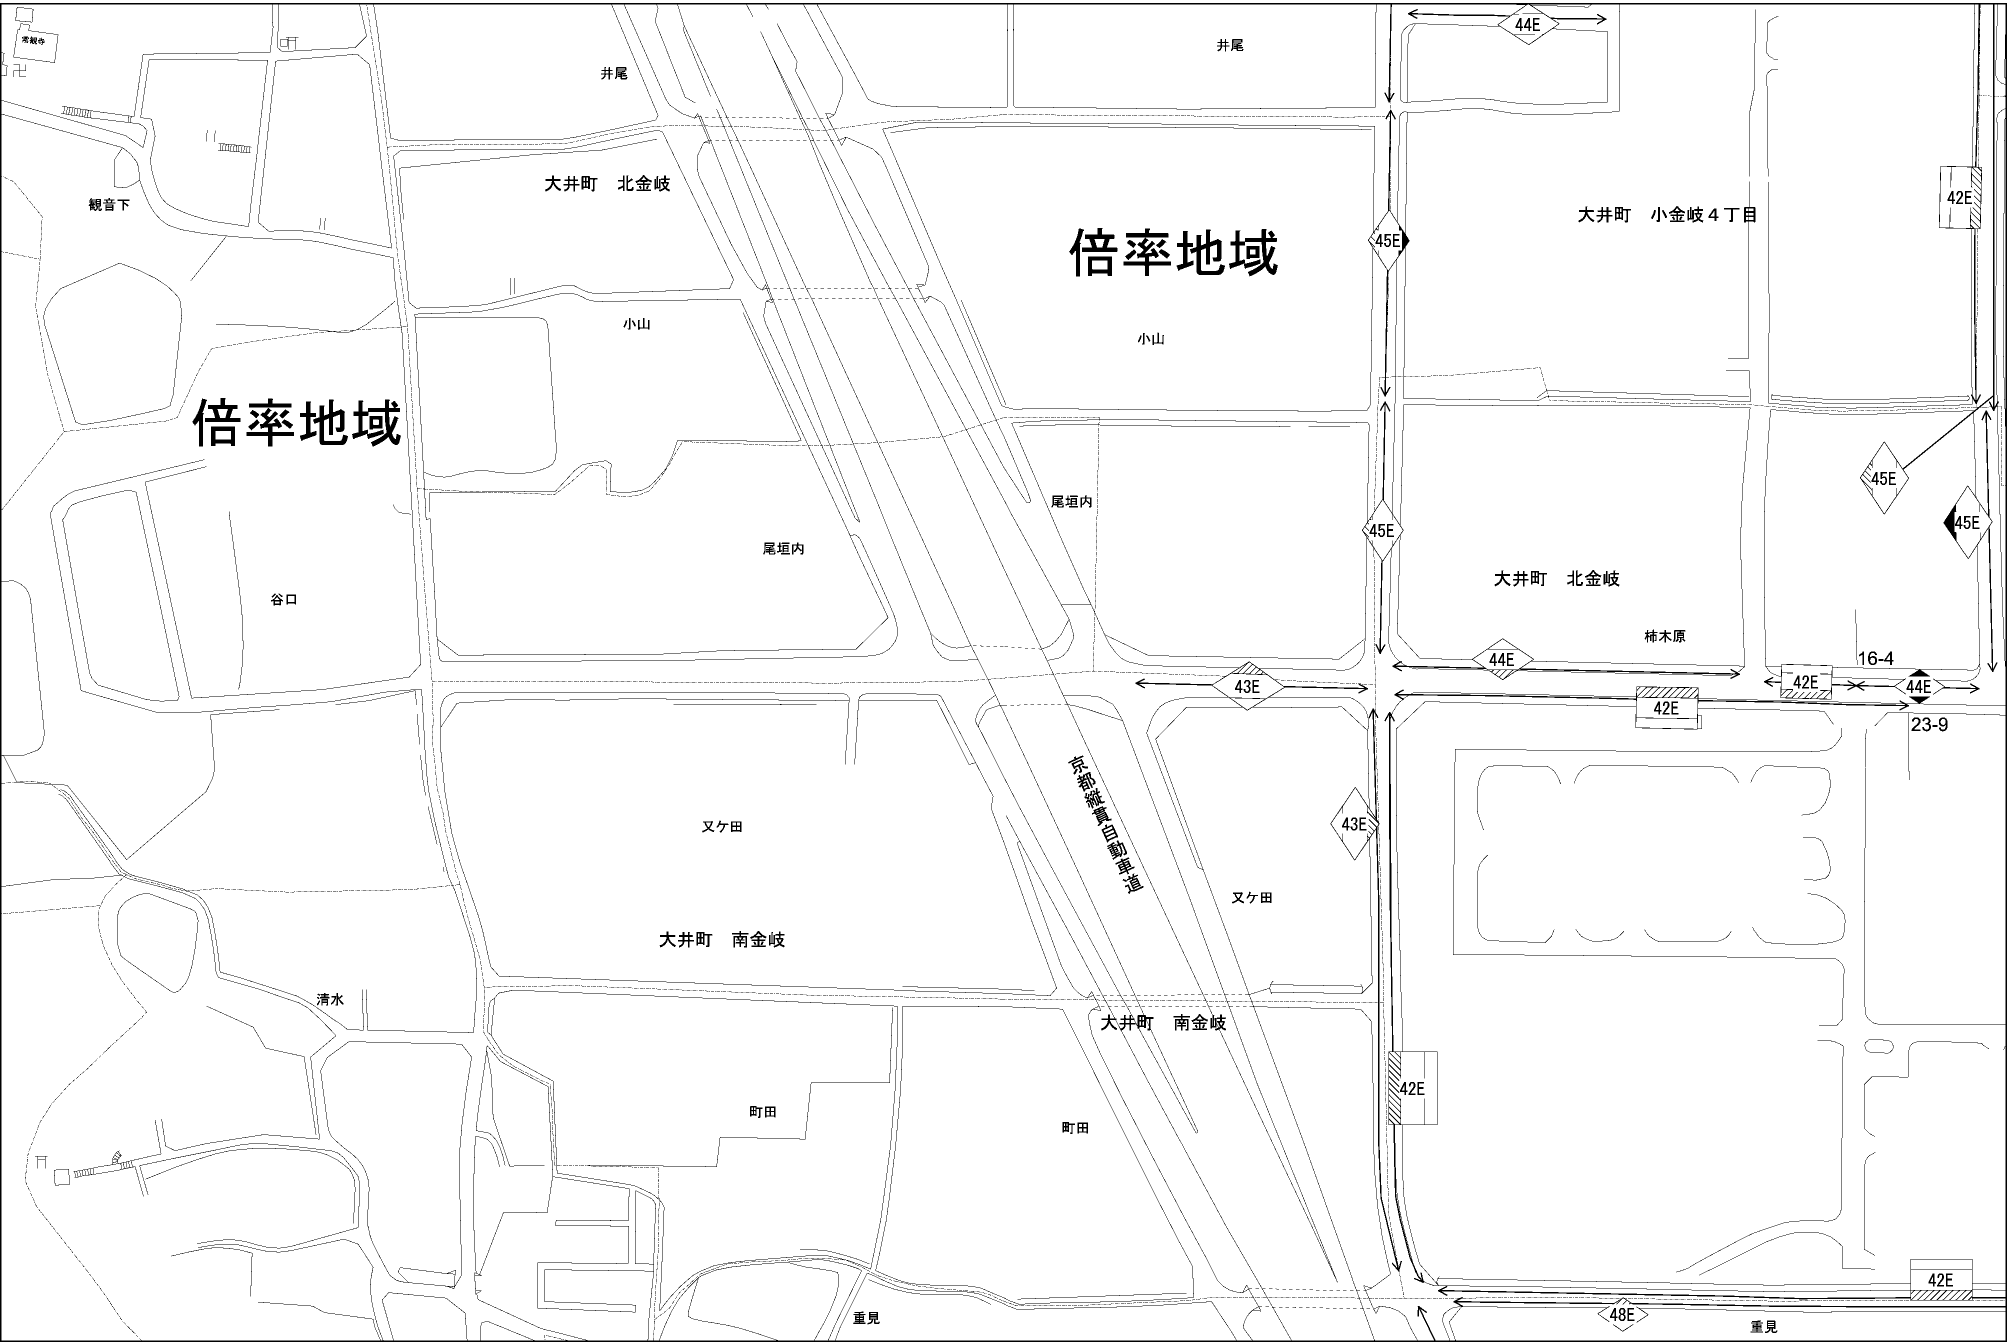 44E
常観寺
井尾
井尾
大井町　北金岐
42E
観音下
大井町　小金岐４丁目
45E
倍率地域
小山
小山
倍率地域
45E
尾垣内
45E
45E
尾垣内
大井町　北金岐
谷口
柿木原
44E
16-4
43E
42E
44E
42E
23-9
京都縦貫自動車道
43E
又ケ田
又ケ田
大井町　南金岐
清水
大井町　南金岐
42E
町田
町田
42E
48E
重見
重見